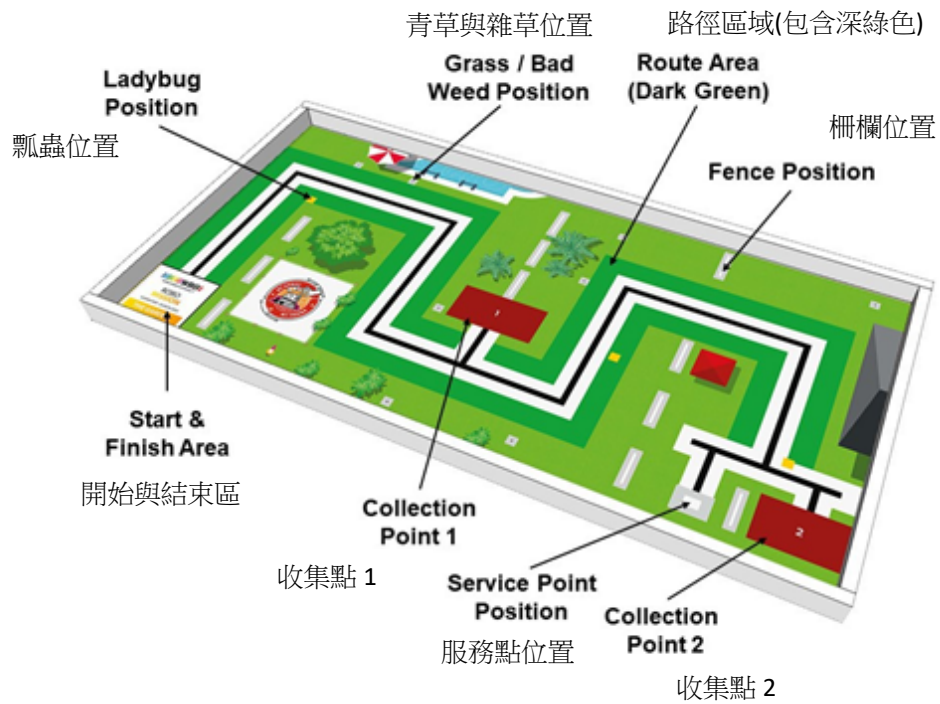 青草與雜草位置
路徑區域(包含深綠色)
Ladybug
Position
Grass / Bad
Weed Position
Route Area
(Dark Green)
瓢蟲位置
柵欄位置
Fence Position
1
Start &
Finish Area
開始與結束區
2
Collection
Point 1
收集點 1
Service Point
Position
服務點位置
Collection
Point 2
收集點 2